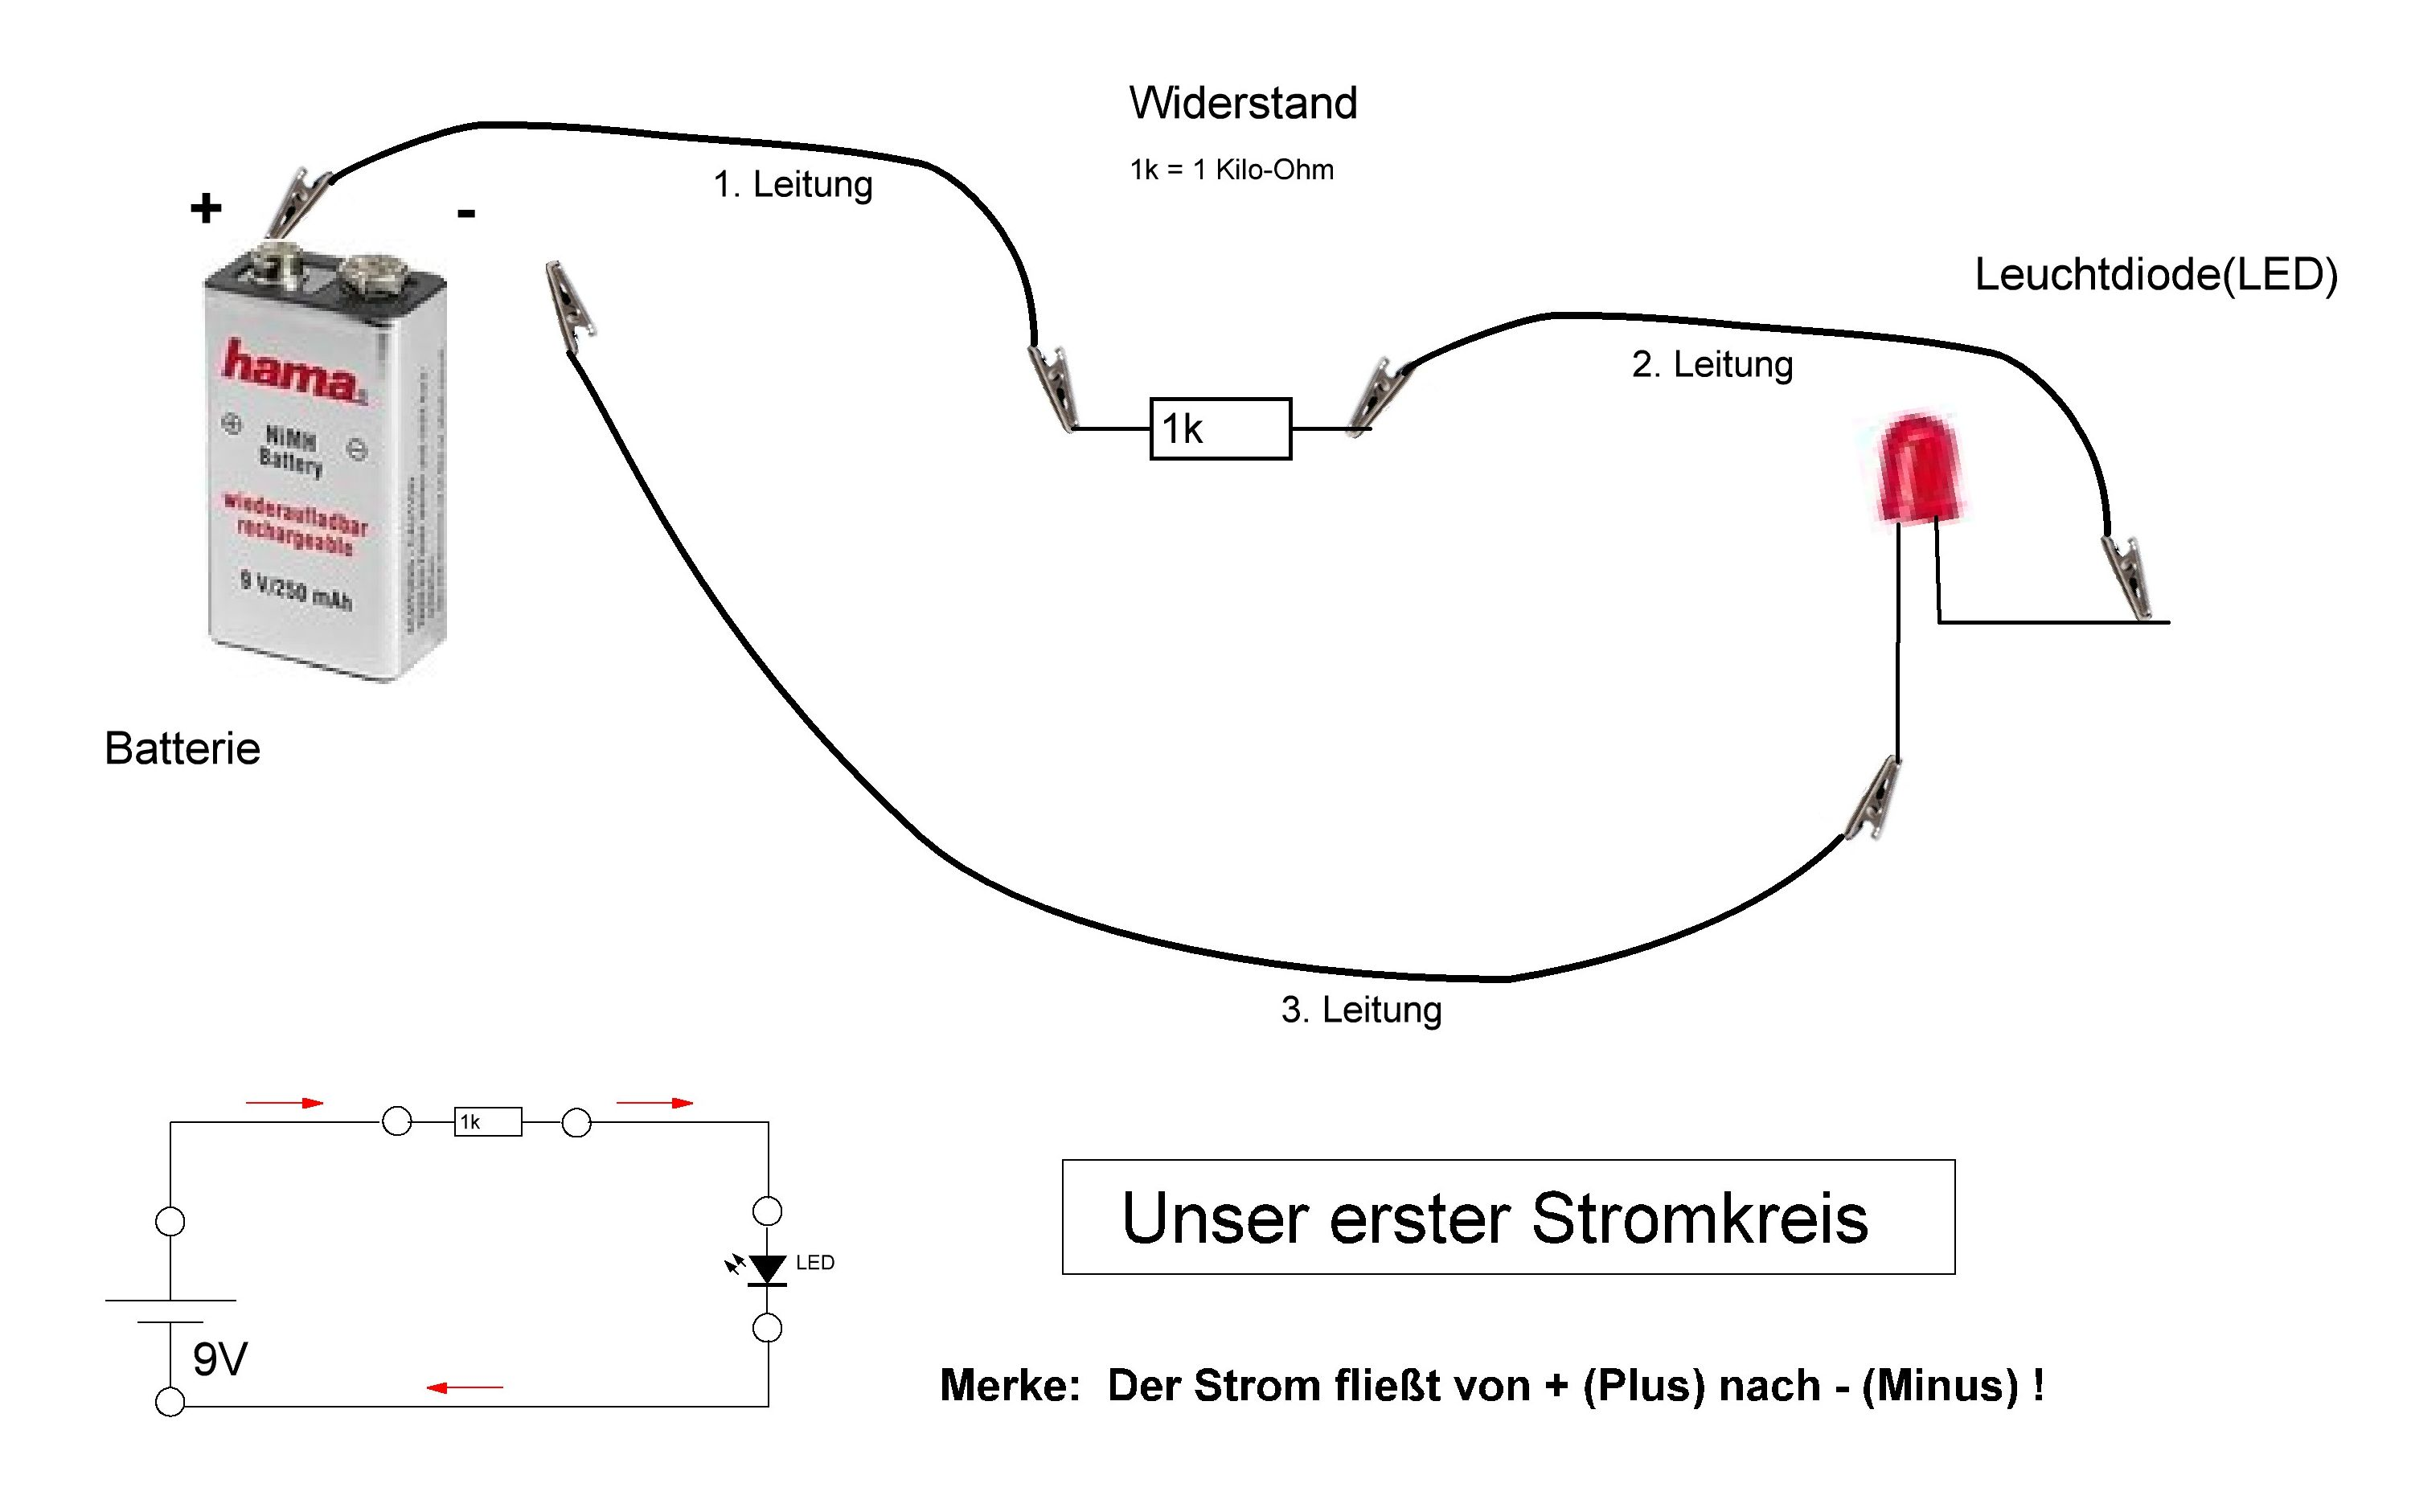 Widerstand
1k = 1 Kilo-Ohm
1. Leitung
+
-
Leuchtdiode(LED)
2. Leitung
1k
hama
NiMH
Battery
wiederaufladbar
rechargeable
9 V/250 mAh
Batterie
3. Leitung
1k
LED
9V
Unser erster Stromkreis
Merke: Der Strom fließt von + (Plus) nach - (Minus) !